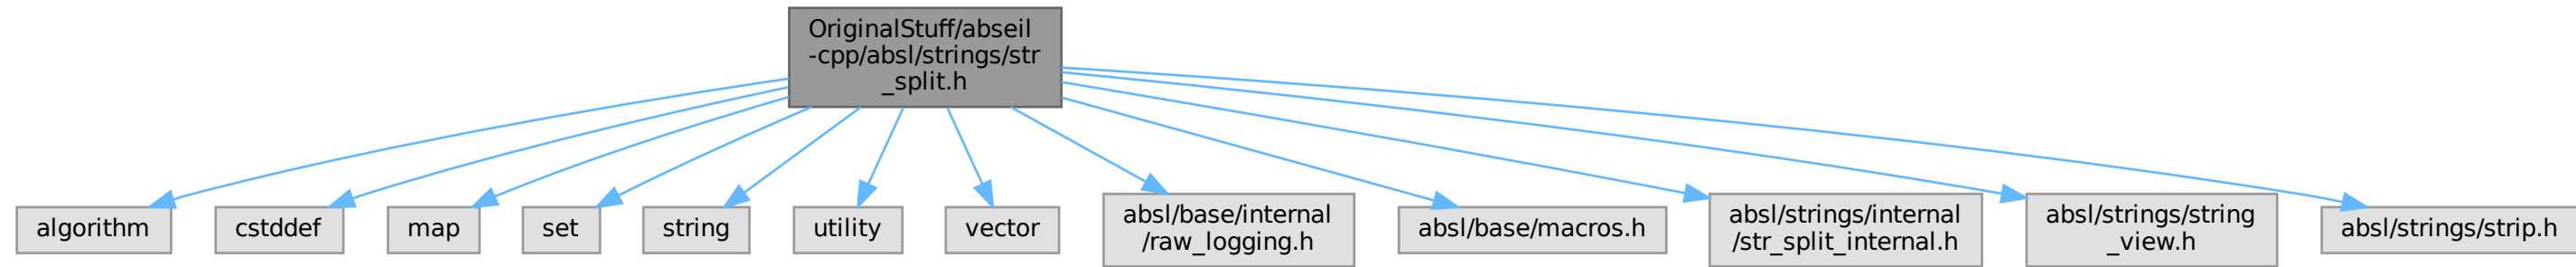 OriginalStuff/abseil
-cpp/absl/strings/str
_split.h
algorithm
cstddef
map
set
string
utility
vector
absl/base/internal
/raw_logging.h
absl/base/macros.h
absl/strings/internal
/str_split_internal.h
absl/strings/string
_view.h
absl/strings/strip.h